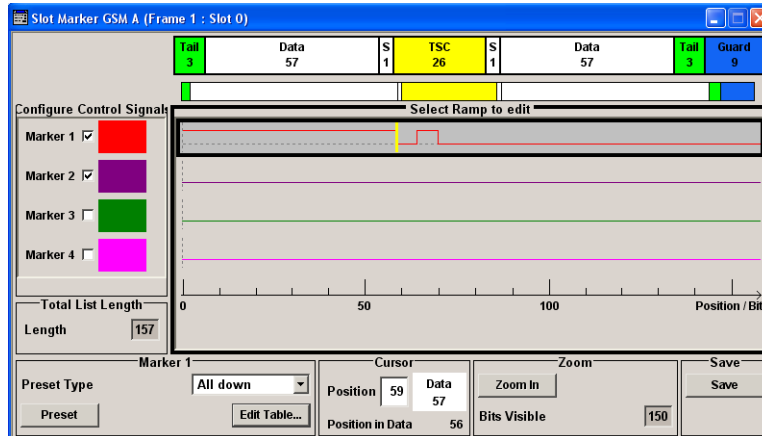 Slot Marker GSM A (Frame 1 : Slot 0)
Tail Data S TSC S Data Tail Guard
3 57 1 26 1 57 3 9
Configure Control Signals
Select Ramp to edit
Marker 1
Marker 2
Marker 3
Marker 4
0 50 100 Position / Bit
Total List Length
Length 157
Marker 1
Preset Type All down
Preset Edit Table...
Cursor
Position 59 Data
57
Position in Data 56
Zoom
Zoom In
Bits Visible 150
Save
Save